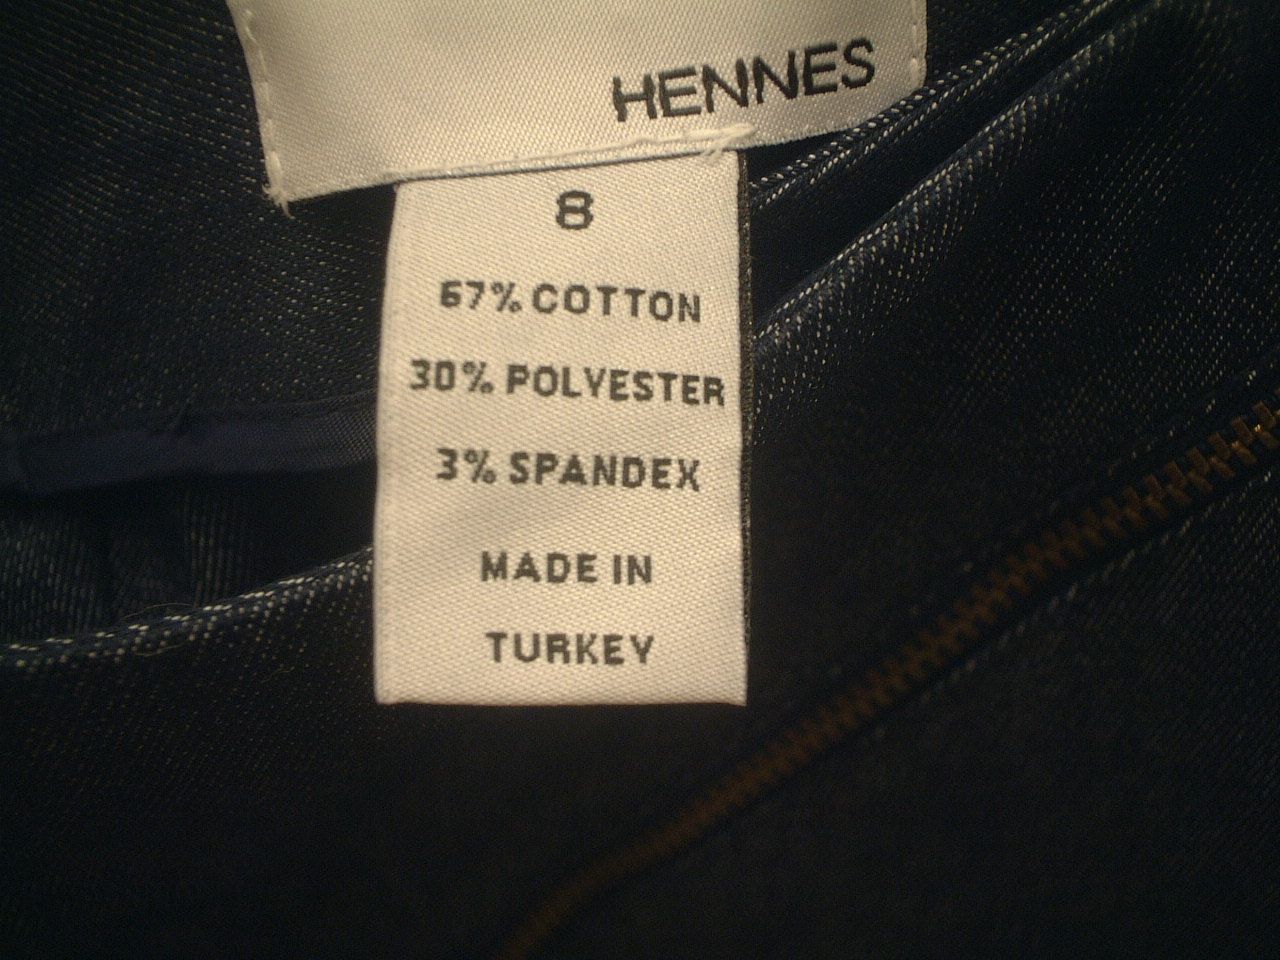 HENNES
8
67% COTTON
30% POLYESTER
3% SPANDEX
MADE IN
TURKEY